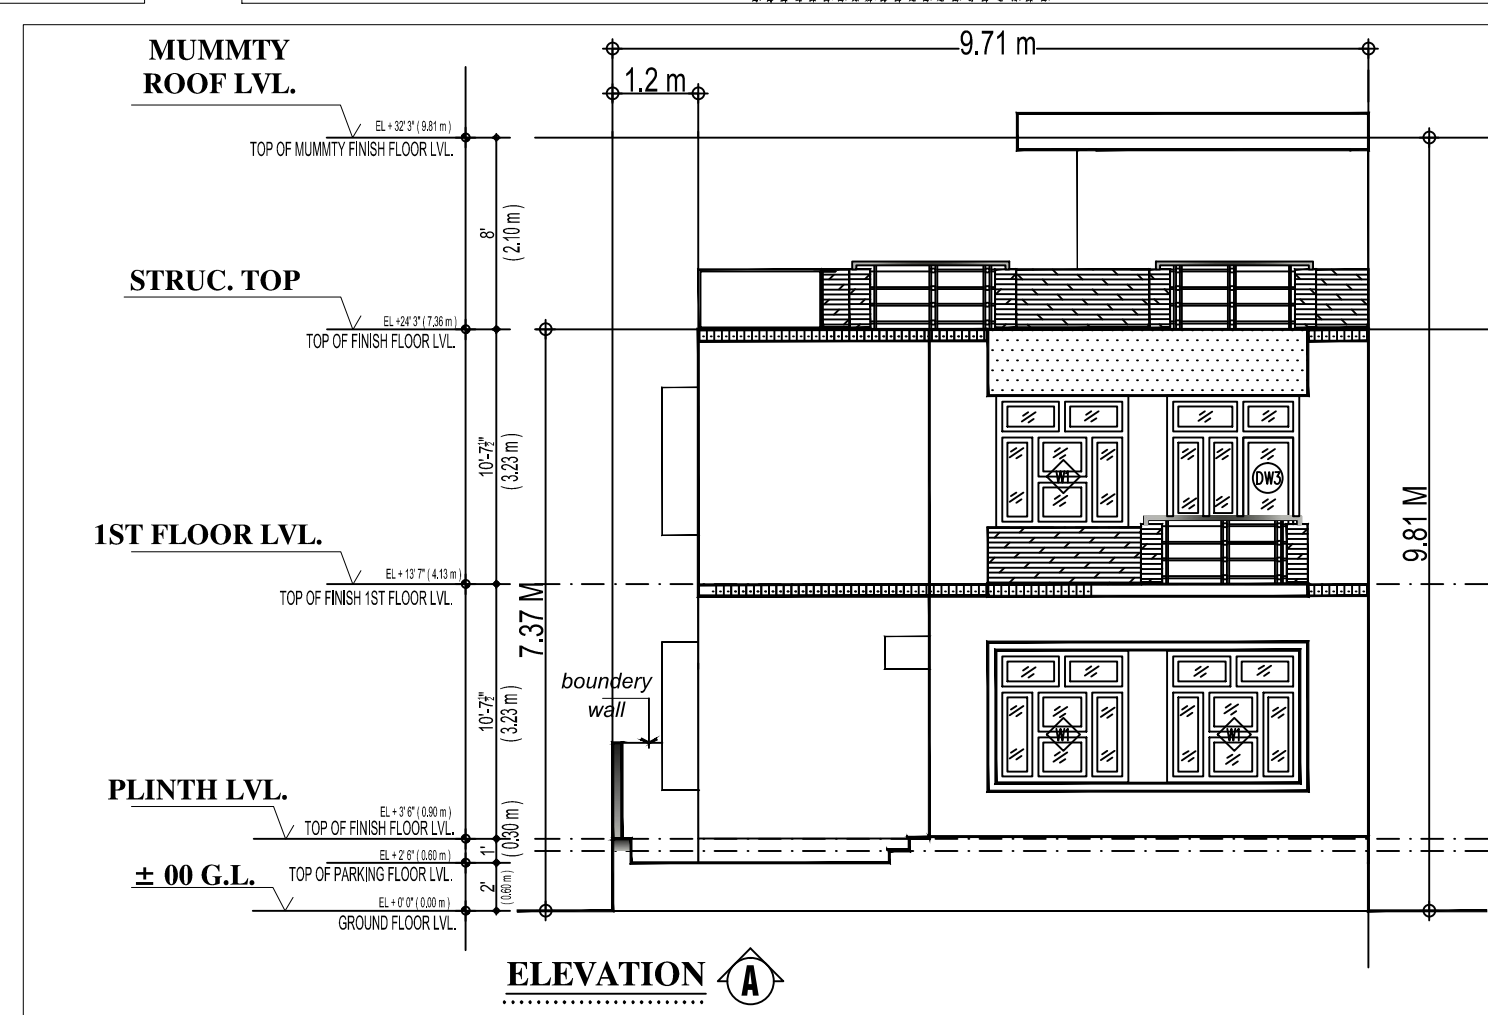 9.71 m
1.2 m
MUMMTY
ROOF LVL.
EL + 32' 3" ( 9.81 m )
TOP OF MUMMTY FINISH FLOOR LVL.
8'
( 2.10 m )
STRUC. TOP
EL +24' 3" ( 7.36 m )
TOP OF FINISH FLOOR LVL.
10'-7½"
( 3.23 m )
W1
DW3
9.81 M
1ST FLOOR LVL.
EL + 13' 7" ( 4.13 m )
TOP OF FINISH 1ST FLOOR LVL.
7.37 M
boundery
wall
10'-7½"
( 3.23 m )
W1
W1
PLINTH LVL.
EL + 3' 6" ( 0.90 m )
TOP OF FINISH FLOOR LVL.
1'
( 0.30 m )
EL + 2' 6" ( 0.60 m )
TOP OF PARKING FLOOR LVL.
± 00 G.L.
2'
( 0.60 m )
EL + 0' 0" ( 0.00 m )
GROUND FLOOR LVL.
ELEVATION A